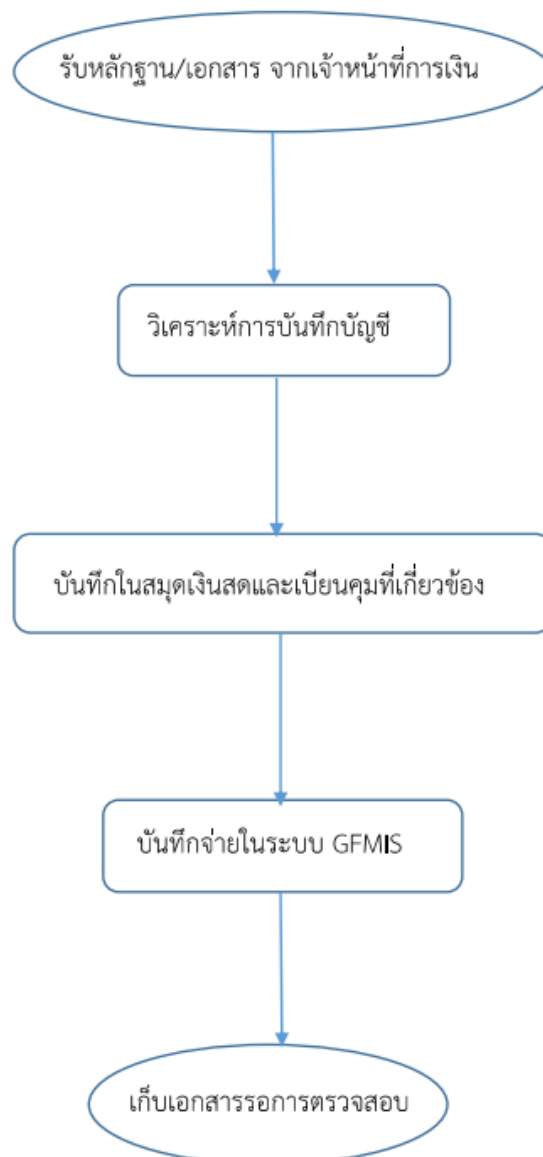 รับหลักฐาน/เอกสาร จากเจ้าหน้าที่การเงิน
วิเคราะห์การบันทึกบัญชี
บันทึกในสมุดเงินสดและเบียนคุมที่เกี่ยวข้อง
บันทึกจ่ายในระบบ GFMIS
เก็บเอกสารรอการตรวจสอบ